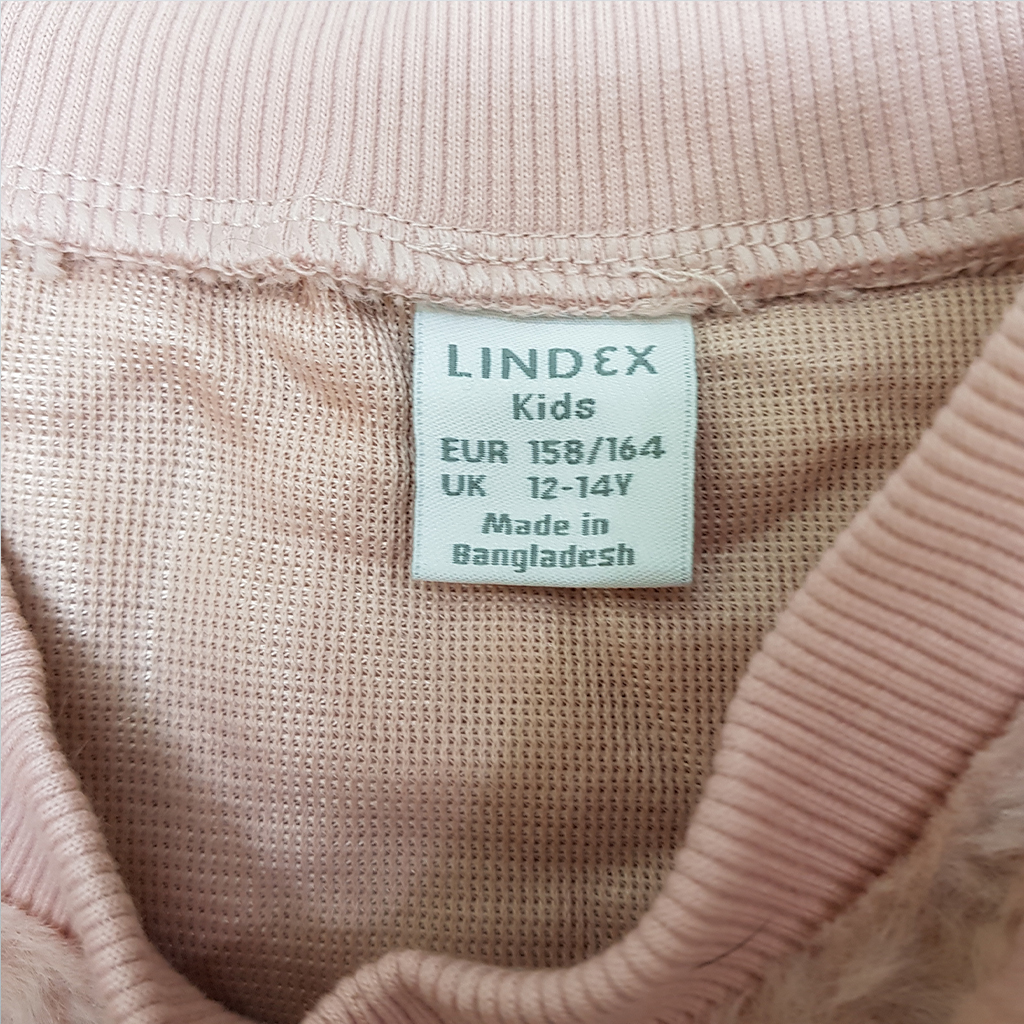 LINDEX
Kids
EUR 158/164
UK 12-14Y
Made in
Bangladesh